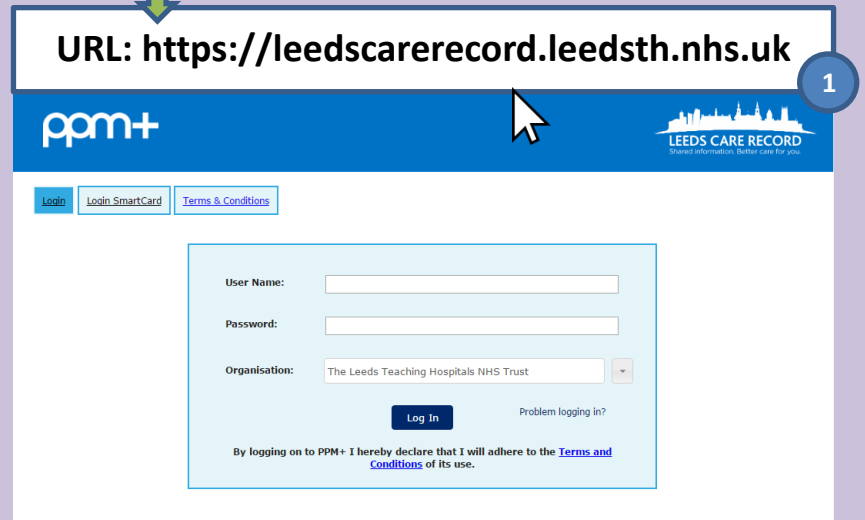 URL: https://leedscarerecord.leedsth.nhs.uk
1
ppm+
LEEDS CARE RECORD
Shared information. Better care for you.
Login Login SmartCard Terms & Conditions
User Name:
Password:
Organisation: The Leeds Teaching Hospitals NHS Trust
Log In Problem logging in?
By logging on to PPM+ I hereby declare that I will adhere to the Terms and
Conditions of its use.